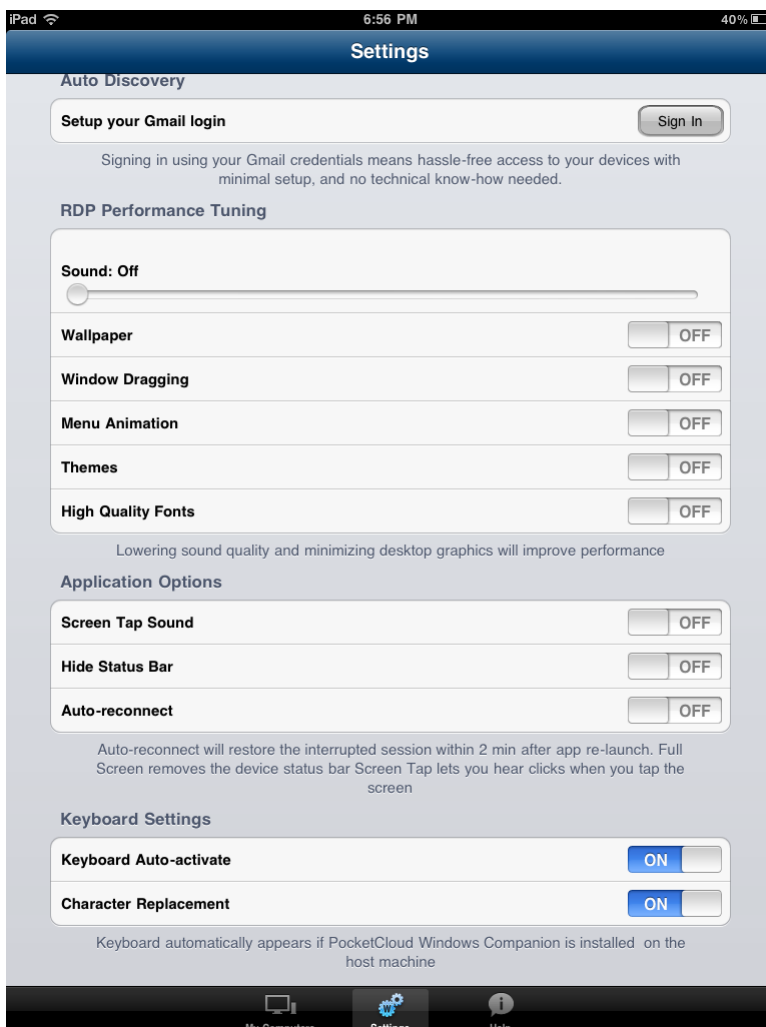 iPad 6:56 PM 40%
Settings
Auto Discovery
Setup your Gmail login Sign In
Signing in using your Gmail credentials means hassle-free access to your devices with
minimal setup, and no technical know-how needed.
RDP Performance Tuning
Sound: Off
Wallpaper OFF
Window Dragging OFF
Menu Animation OFF
Themes OFF
High Quality Fonts OFF
Lowering sound quality and minimizing desktop graphics will improve performance
Application Options
Screen Tap Sound OFF
Hide Status Bar OFF
Auto-reconnect OFF
Auto-reconnect will restore the interrupted session within 2 min after app re-launch. Full
Screen removes the device status bar Screen Tap lets you hear clicks when you tap the
screen
Keyboard Settings
Keyboard Auto-activate ON
Character Replacement ON
Keyboard automatically appears if PocketCloud Windows Companion is installed on the
host machine
My Computers Settings Help